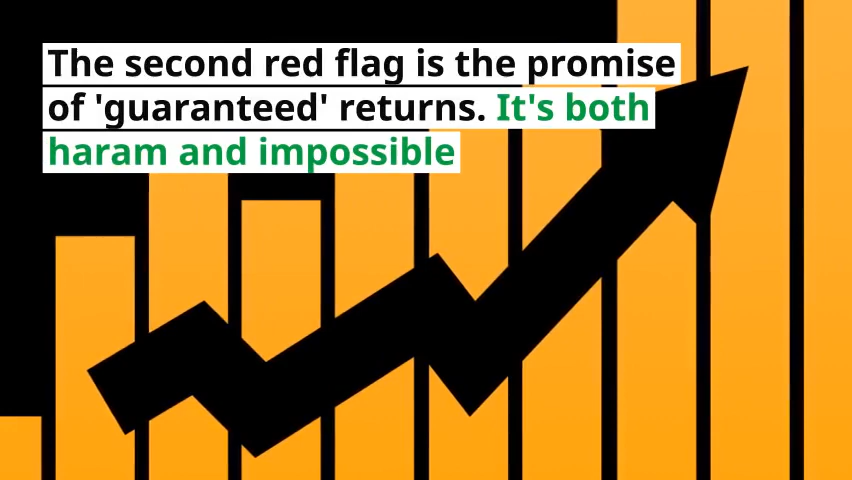 The second red flag is the promise
of 'guaranteed' returns. It's both
haram and impossible